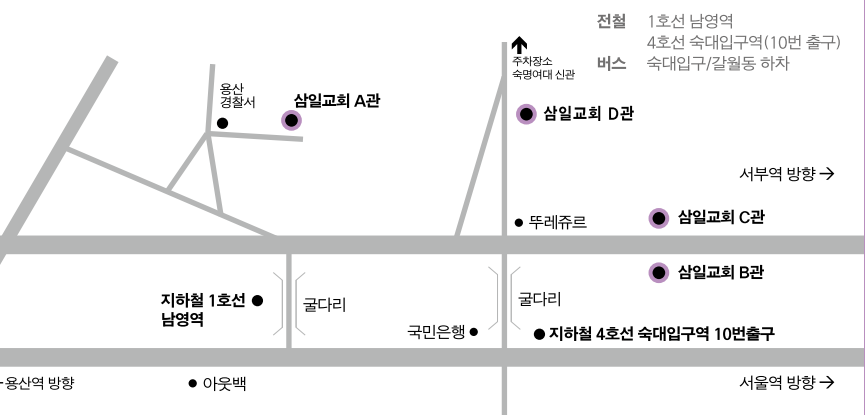 전철 1호선 남영역
4호선 숙대입구역(10번 출구)
버스 숙대입구/갈월동 하차
주차장소
숙명여대 신관
용산
경찰서
삼일교회 A관
삼일교회 D관
서부역 방향
삼일교회 C관
뚜레쥬르
삼일교회 B관
지하철 1호선
남영역
굴다리
굴다리
국민은행
지하철 4호선 숙대입구역 10번출구
용산역 방향
아웃백
서울역 방향